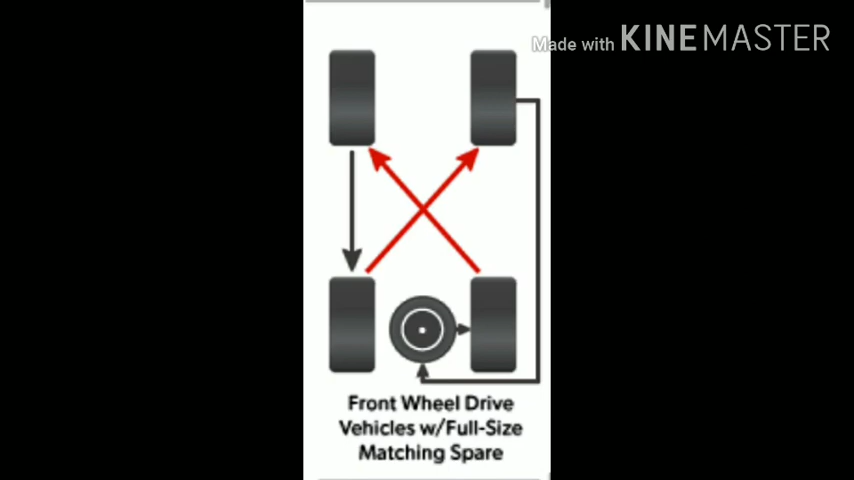 Made with KINEMASTER
Front Wheel Drive
Vehicles w/Full-Size
Matching Spare